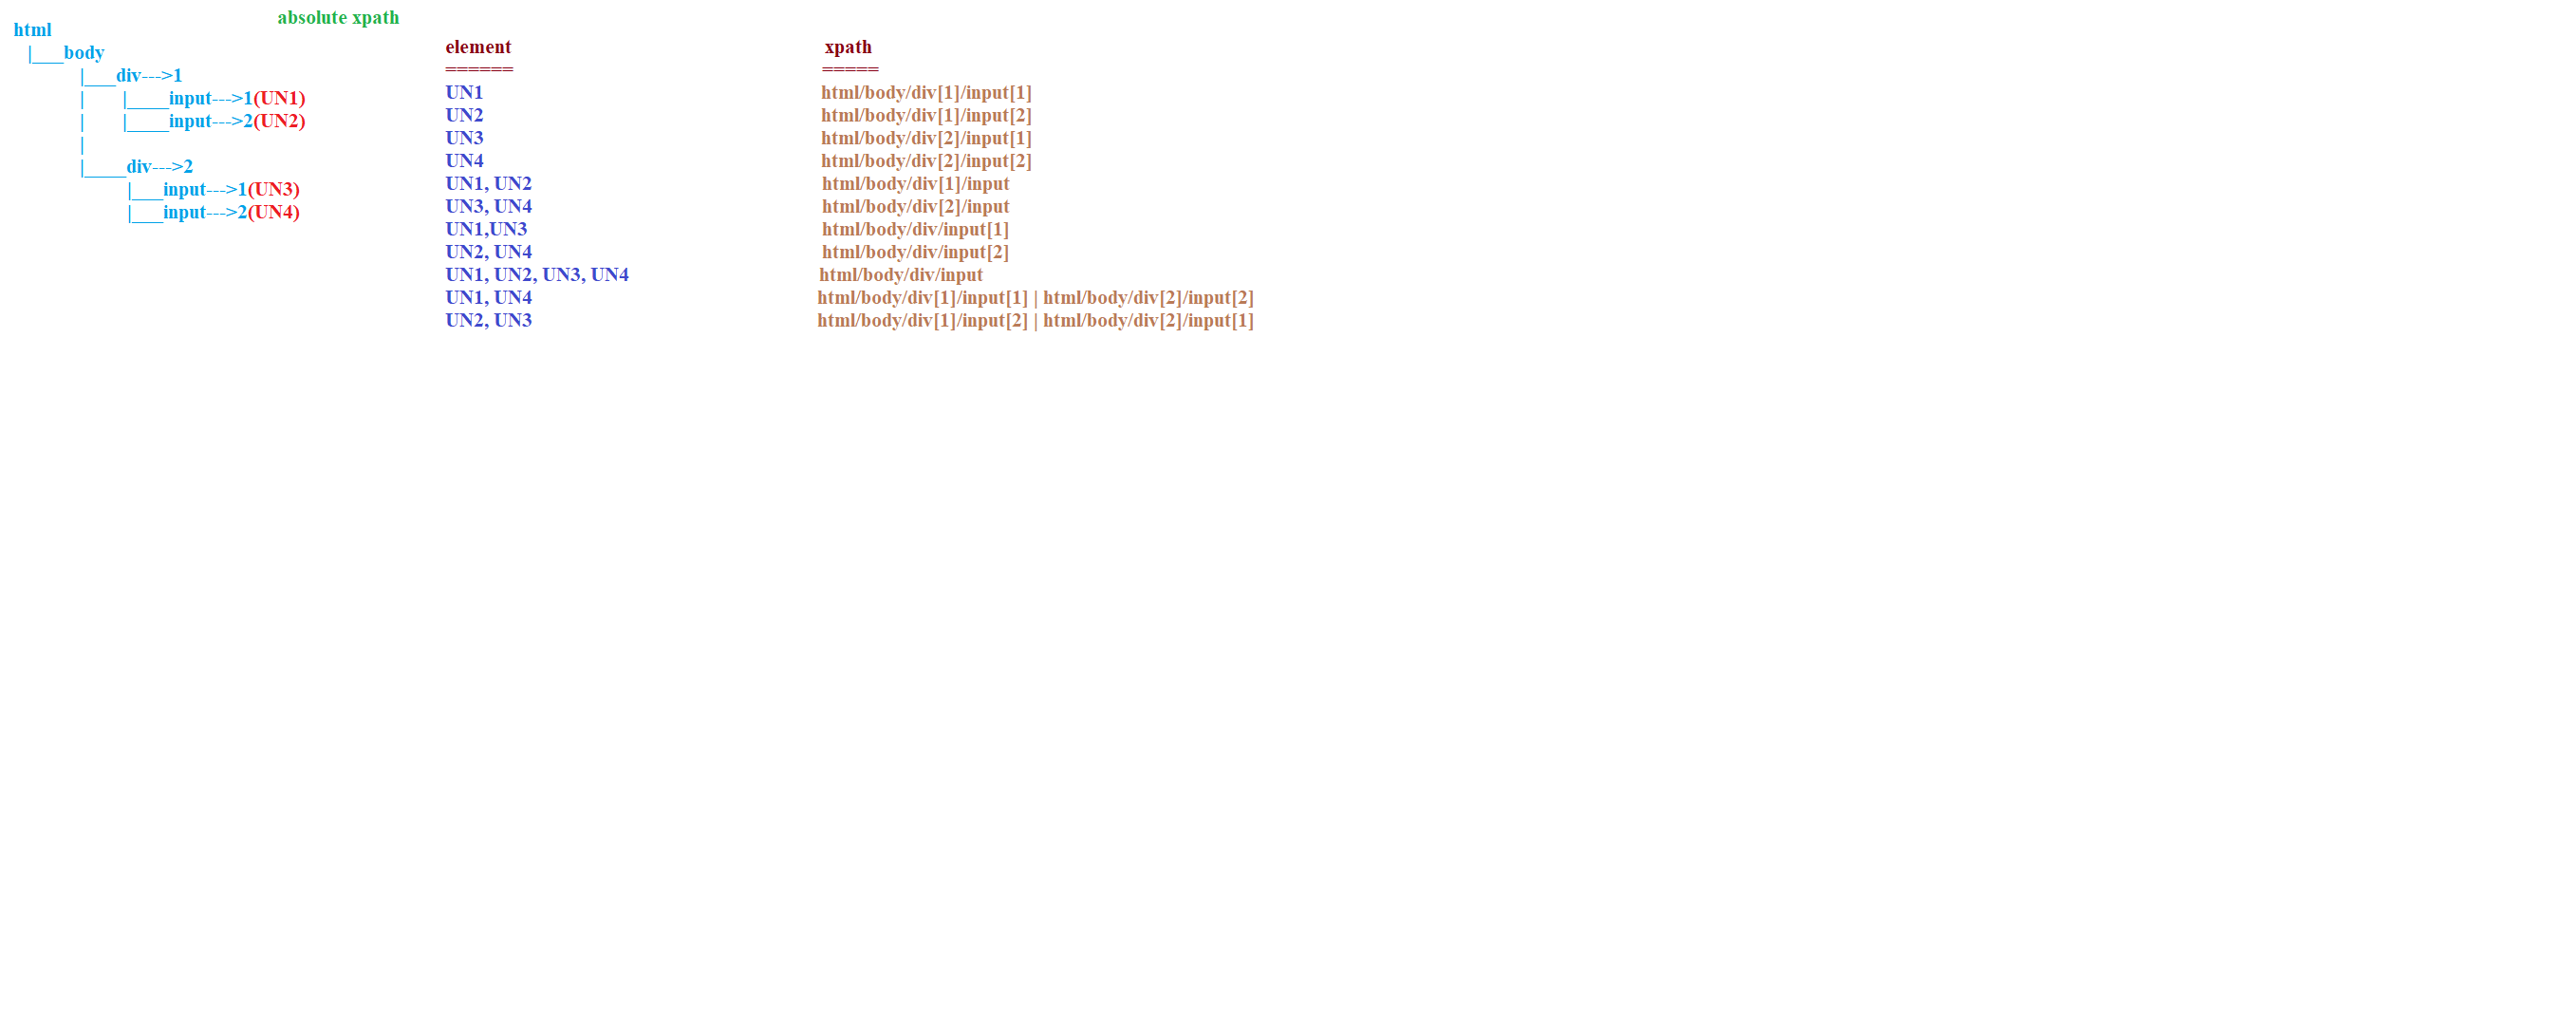 absolute xpath
html
|___body
|___div--->1
| |____input--->1(UN1)
| |____input--->2(UN2)
|
|____div--->2
|___input--->1(UN3)
|___input--->2(UN4)
element xpath
====== =====
UN1 html/body/div[1]/input[1]
UN2 html/body/div[1]/input[2]
UN3 html/body/div[2]/input[1]
UN4 html/body/div[2]/input[2]
UN1, UN2 html/body/div[1]/input
UN3, UN4 html/body/div[2]/input
UN1,UN3 html/body/div/input[1]
UN2, UN4 html/body/div/input[2]
UN1, UN2, UN3, UN4 html/body/div/input
UN1, UN4 html/body/div[1]/input[1] | html/body/div[2]/input[2]
UN2, UN3 html/body/div[1]/input[2] | html/body/div[2]/input[1]